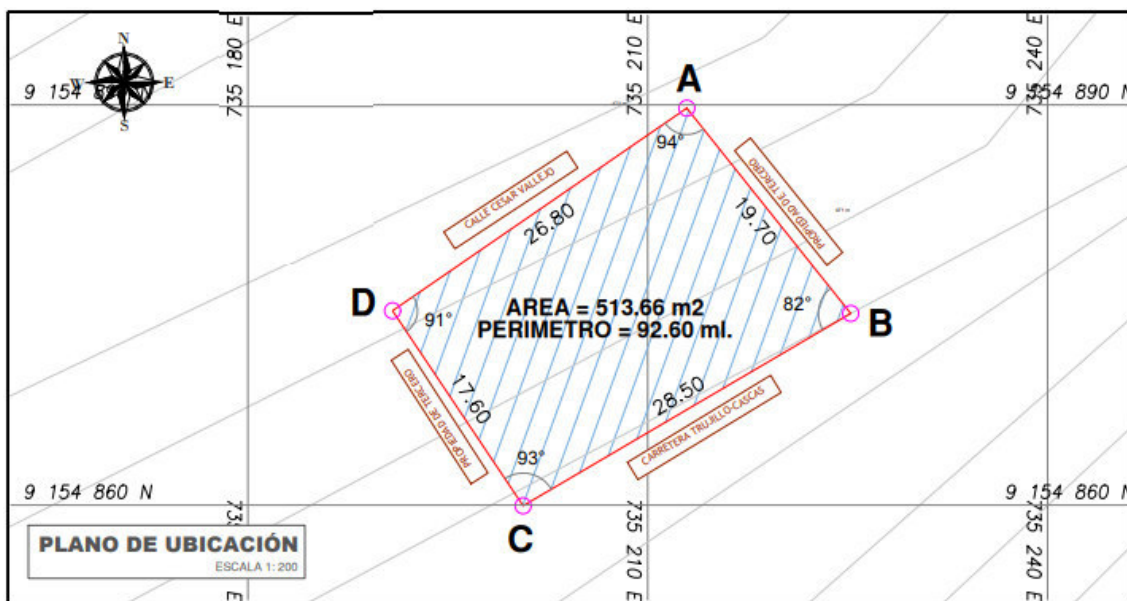 N
W E
S
735 180 E
735 210 E
735 240 E
9 154 890 N
9 154 890 N
A
94°
CALLE CESAR VALLEJO
26.80
19.70
PROPIEDAD DE TERCERO
D
91°
AREA = 513.66 m2
PERIMETRO = 92.60 ml.
82°
B
PROPIEDAD DE TERCERO
17.60
28.50
CARRETERA TRUJILLO-CASCAS
93°
C
9 154 860 N
9 154 860 N
735 210 E
735 240 E
PLANO DE UBICACIÓN
ESCALA 1: 200